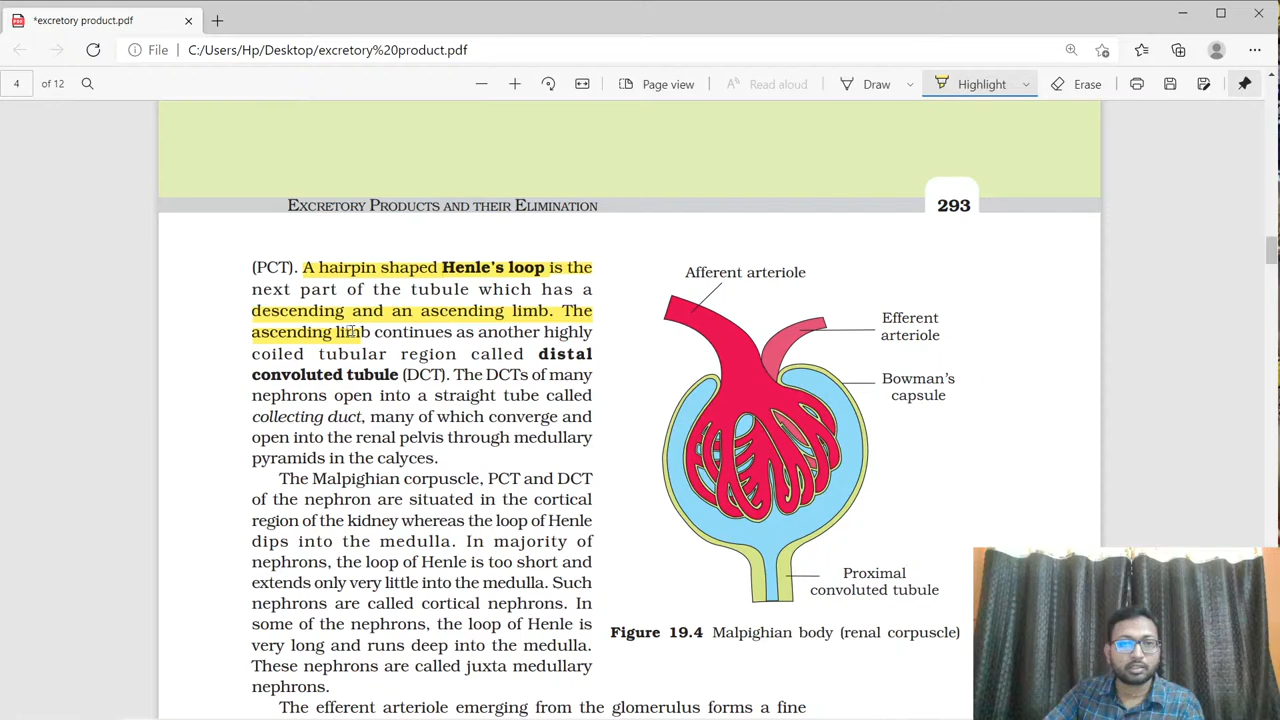 *excretory product.pdf
File
C:/Users/Hp/Desktop/excretory%20product.pdf
4 of 12
Page view
Read aloud
Draw
Highlight
Erase
EXCRETORY PRODUCTS AND THEIR ELIMINATION
293
(PCT). A hairpin shaped Henle's loop is the
next part of the tubule which has a
descending and an ascending limb. The
ascending limb continues as another highly
coiled tubular region called distal
convoluted tubule (DCT). The DCTs of many
nephrons open into a straight tube called
collecting duct, many of which converge and
open into the renal pelvis through medullary
pyramids in the calyces.
The Malpighian corpuscle, PCT and DCT
of the nephron are situated in the cortical
region of the kidney whereas the loop of Henle
dips into the medulla. In majority of
nephrons, the loop of Henle is too short and
extends only very little into the medulla. Such
nephrons are called cortical nephrons. In
some of the nephrons, the loop of Henle is
very long and runs deep into the medulla.
These nephrons are called juxta medullary
nephrons.
The efferent arteriole emerging from the glomerulus forms a fine
Afferent arteriole
Efferent
arteriole
Bowman's
capsule
Proximal
convoluted tubule
Figure 19.4 Malpighian body (renal corpuscle)